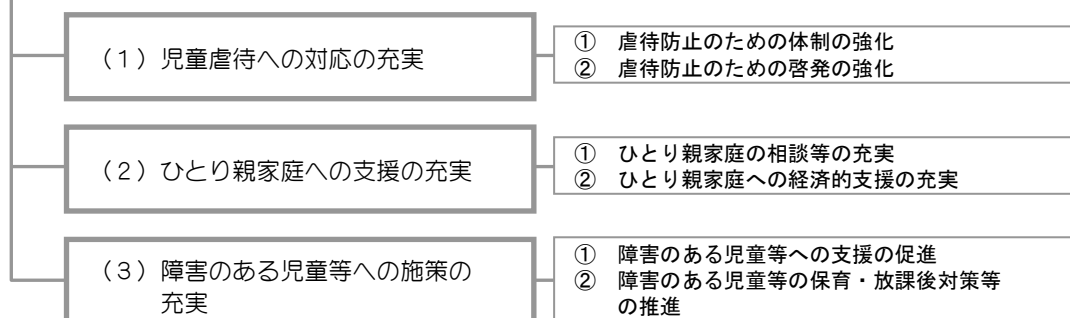 （１）児童虐待への対応の充実
① 虐待防止のための体制の強化
② 虐待防止のための啓発の強化
（２）ひとり親家庭への支援の充実
① ひとり親家庭の相談等の充実
② ひとり親家庭への経済的支援の充実
（３）障害のある児童等への施策の
充実
① 障害のある児童等への支援の促進
② 障害のある児童等の保育・放課後対策等
の推進